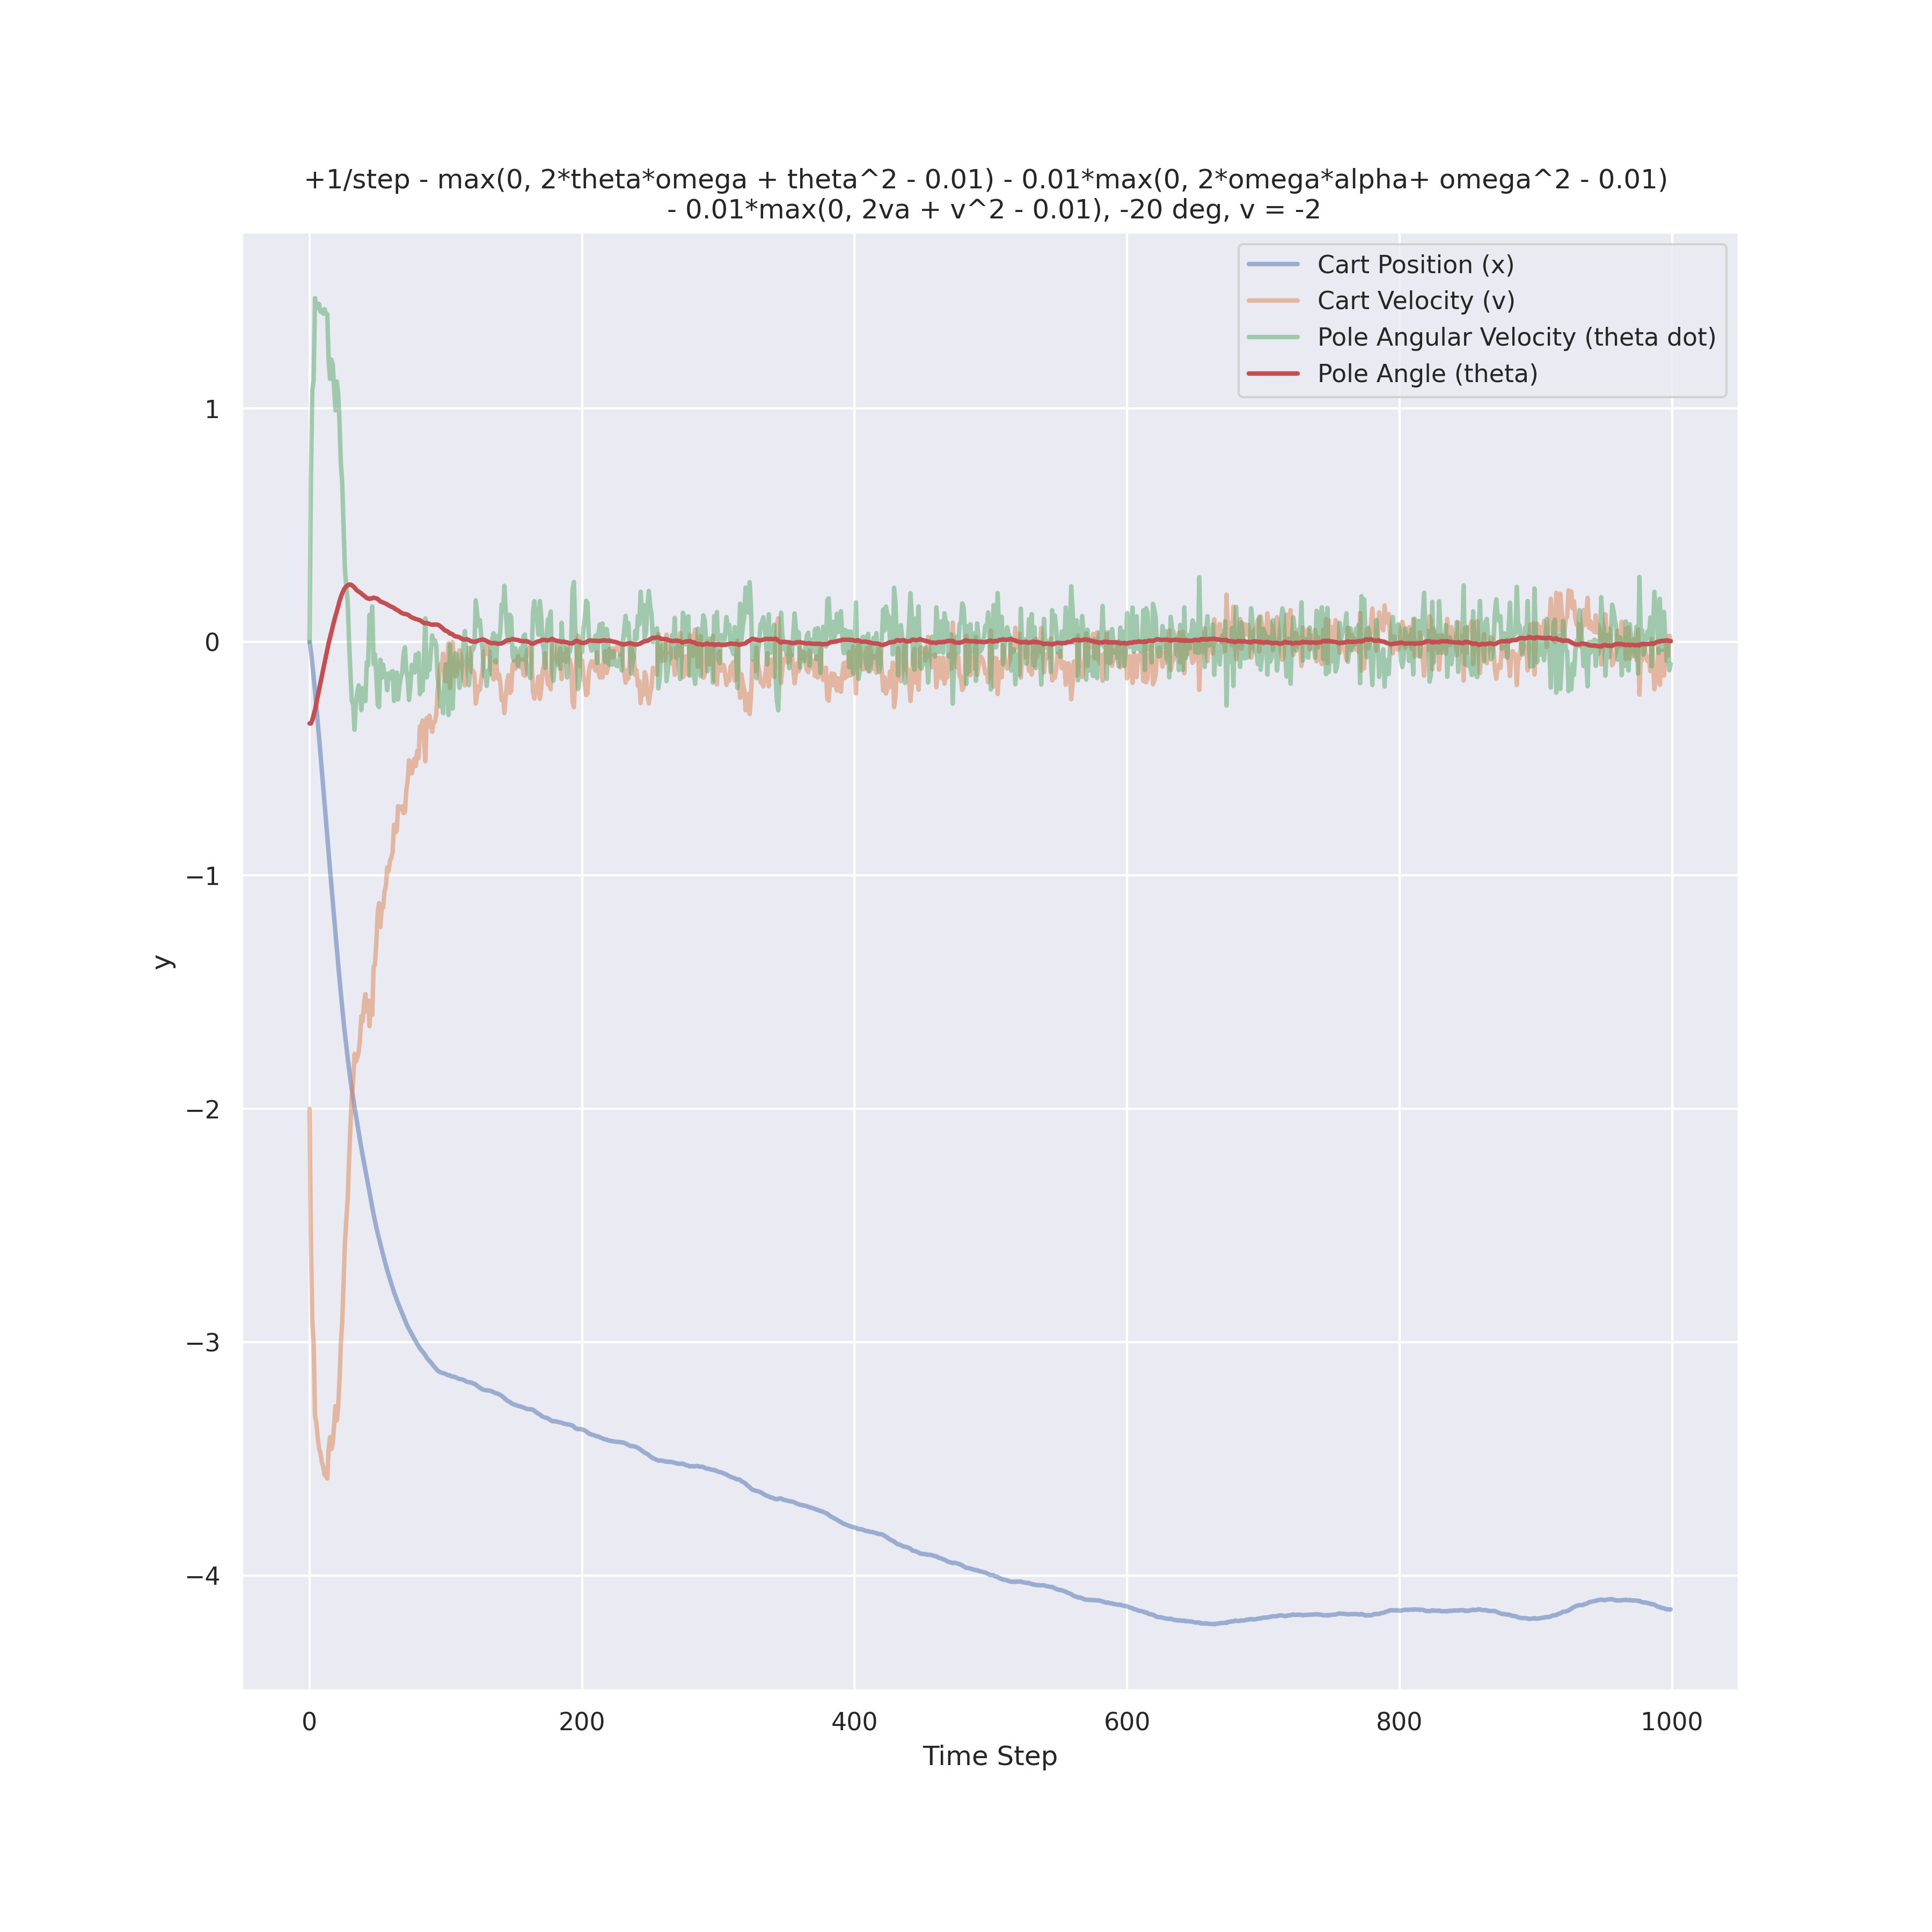 +1/step - max(0, 2*theta*omega + theta^2 - 0.01) - 0.01*max(0, 2*omega*alpha+ omega^2 - 0.01)
- 0.01*max(0, 2va + v^2 - 0.01), -20 deg, v = -2
Cart Position (x)
Cart Velocity (v)
Pole Angular Velocity (theta dot)
Pole Angle (theta)
1
0
−1
−2
−3
−4
y
0 200 400 600 800 1000
Time Step